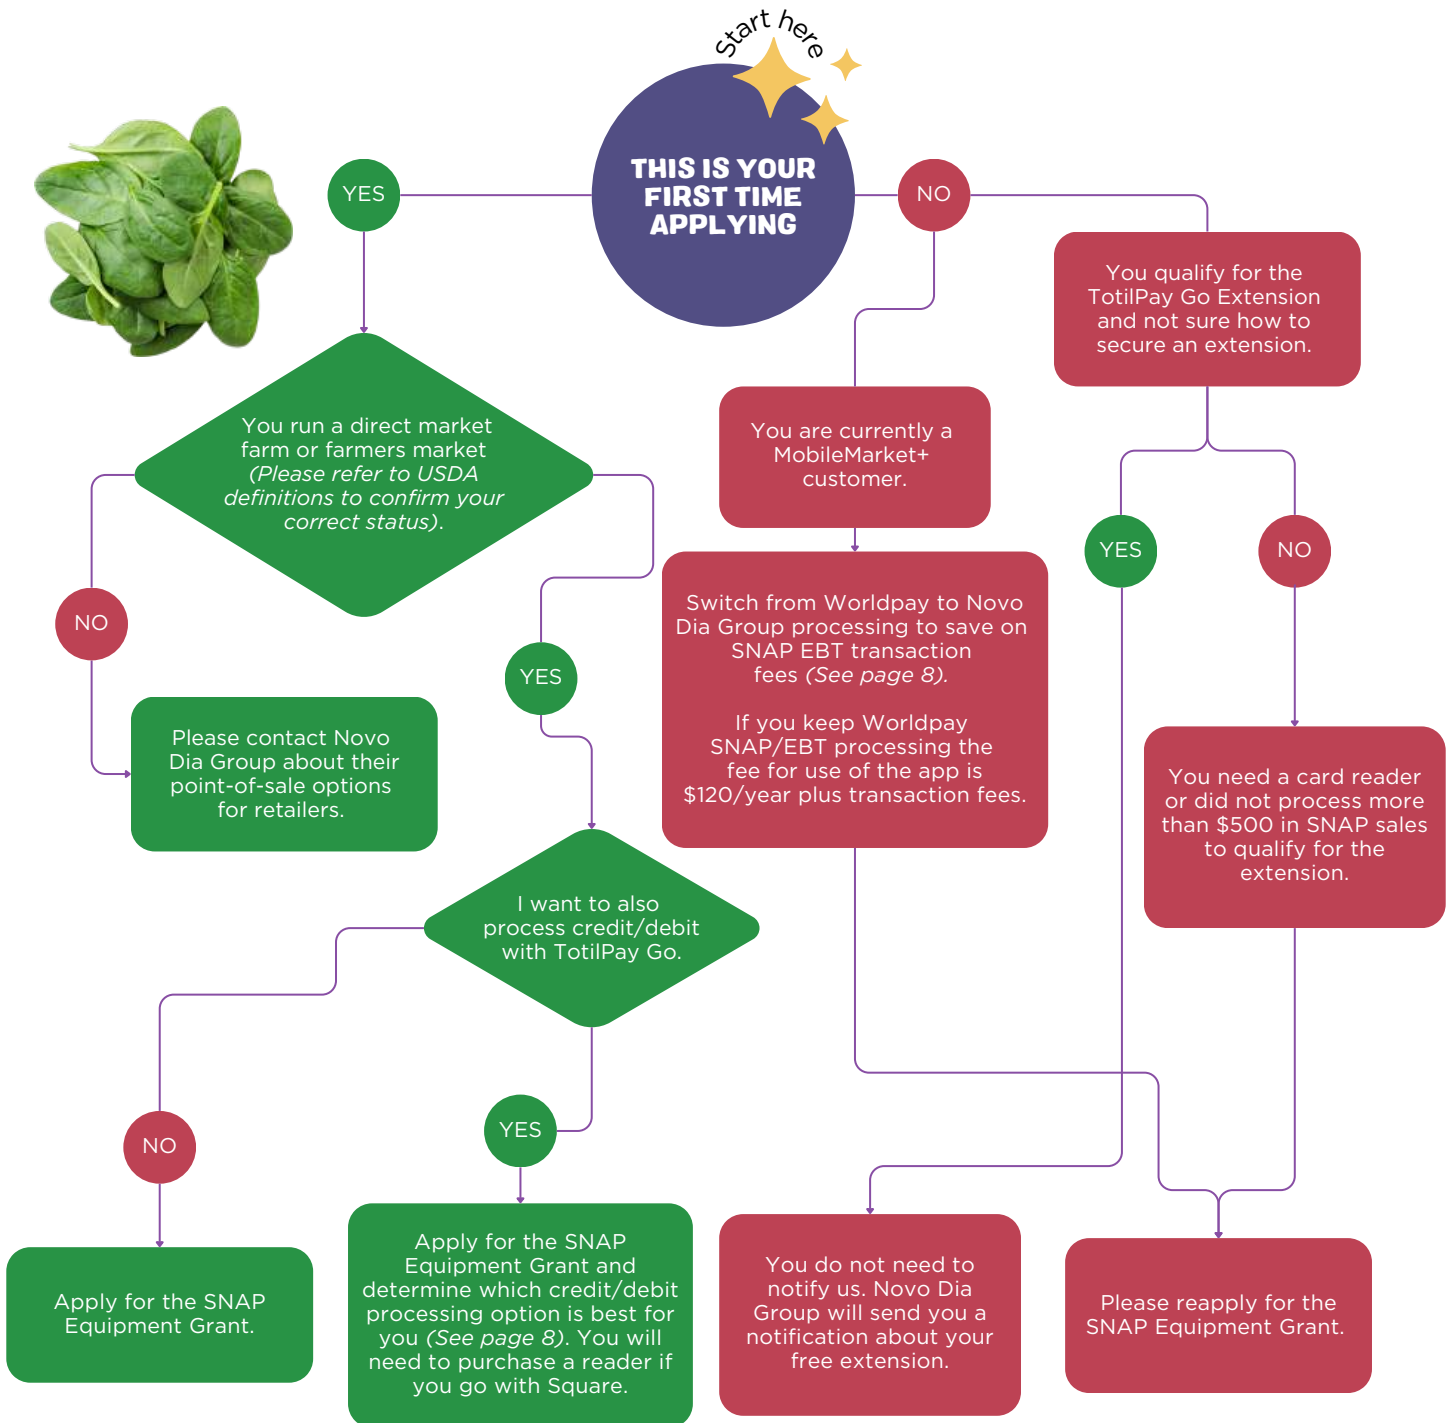 Start here
THIS IS YOUR
FIRST TIME
APPLYING
YES
NO
You qualify for the
TotilPay Go Extension
and not sure how to
secure an extension.
You run a direct market
farm or farmers market
(Please refer to USDA
definitions to confirm your
correct status).
You are currently a
MobileMarket+
customer.
YES
NO
NO
YES
Switch from Worldpay to Novo
Dia Group processing to save on
SNAP EBT transaction
fees (See page 8).
If you keep Worldpay
SNAP/EBT processing the
fee for use of the app is
$120/year plus transaction fees.
Please contact Novo
Dia Group about their
point-of-sale options
for retailers.
You need a card reader
or did not process more
than $500 in SNAP sales
to qualify for the
extension.
I want to also
process credit/debit
with TotilPay Go.
NO
YES
Apply for the SNAP
Equipment Grant.
Apply for the SNAP
Equipment Grant and
determine which credit/debit
processing option is best for
you (See page 8). You will
need to purchase a reader if
you go with Square.
You do not need to
notify us. Novo Dia
Group will send you a
notification about your
free extension.
Please reapply for the
SNAP Equipment Grant.